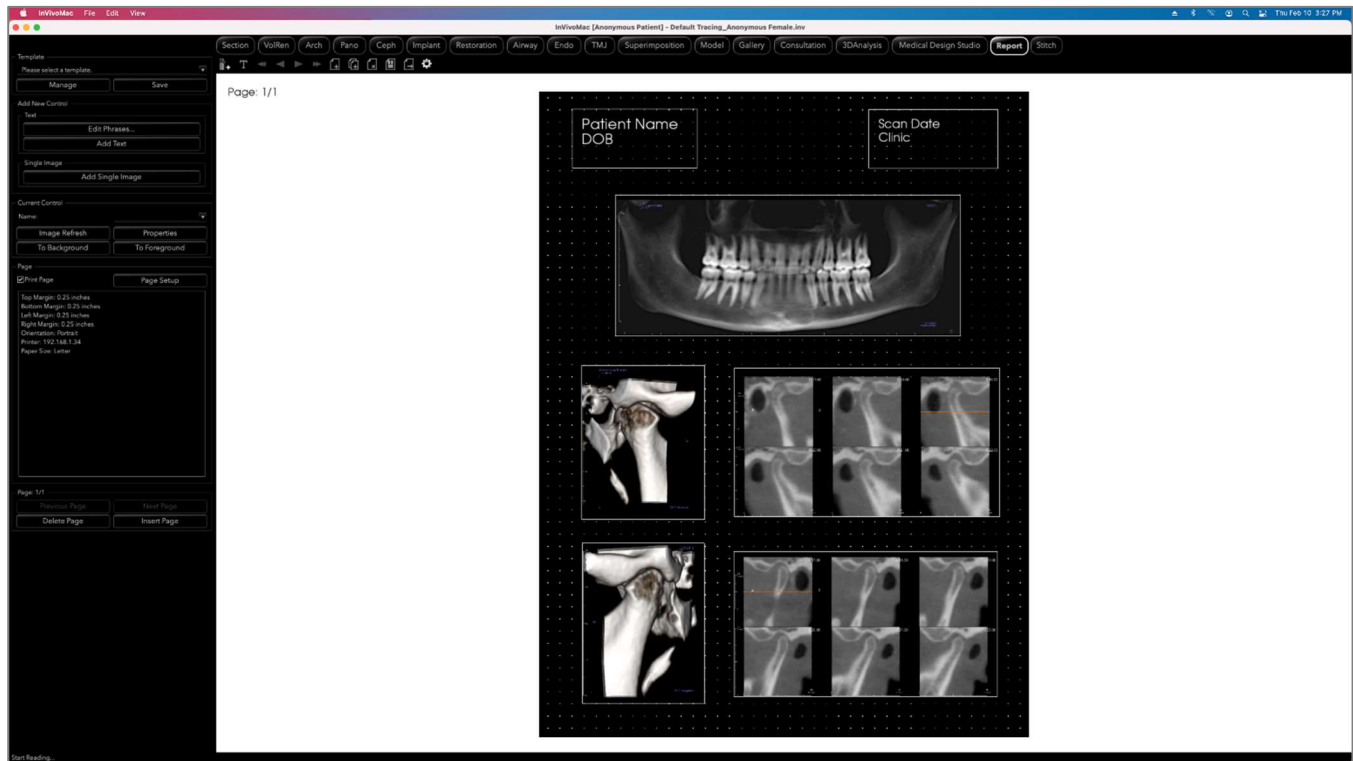 InVivoMac File Edit View
Thu Feb 10 3:27 PM
InVivoMac [Anonymous Patient] - Default Tracing_Anonymous Female.inv
Section VolRen Arch Pano Ceph Implant Restoration Airway Endo TMJ Superimposition Model Gallery Consultation 3DAnalysis Medical Design Studio Report Stitch
Template
Please select a template.
Manage Save
Add New Control
Text
Edit Phrases...
Add Text
Single Image
Add Single Image
Current Control
Name:
Image Refresh Properties
To Background To Foreground
Page
Print Page Page Setup
Top Margin: 0.25 inches
Bottom Margin: 0.25 inches
Left Margin: 0.25 inches
Right Margin: 0.25 inches
Orientation: Portrait
Printer: 192.168.1.34
Paper Size: Letter
Page: 1/1
Previous Page Next Page
Delete Page Insert Page
Start Reading...
Page: 1/1
Patient Name
DOB
Scan Date
Clinic